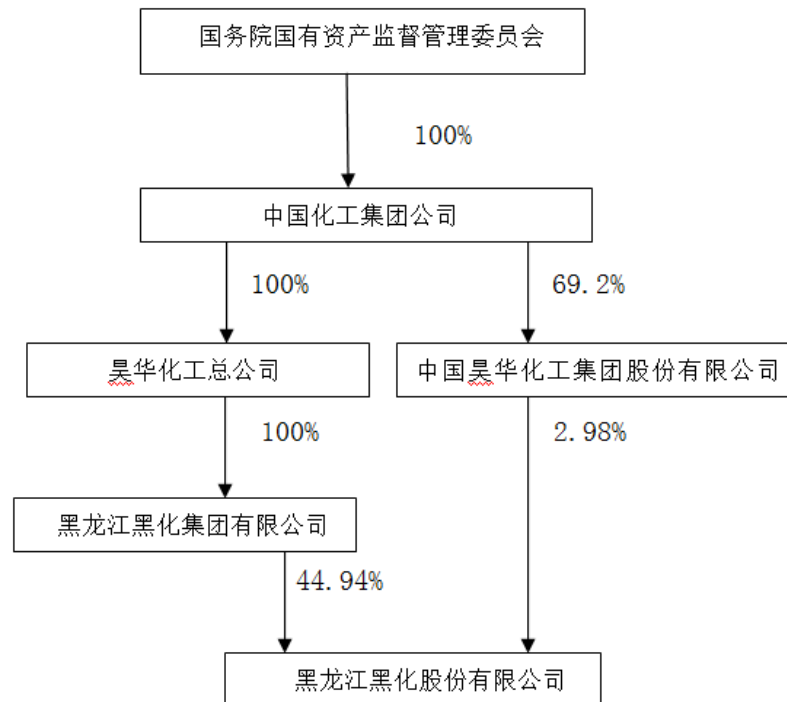 国务院国有资产监督管理委员会
100%
中国化工集团公司
100%
69.2%
昊华化工总公司
中国昊华化工集团股份有限公司
100%
2.98%
黑龙江黑化集团有限公司
44.94%
黑龙江黑化股份有限公司